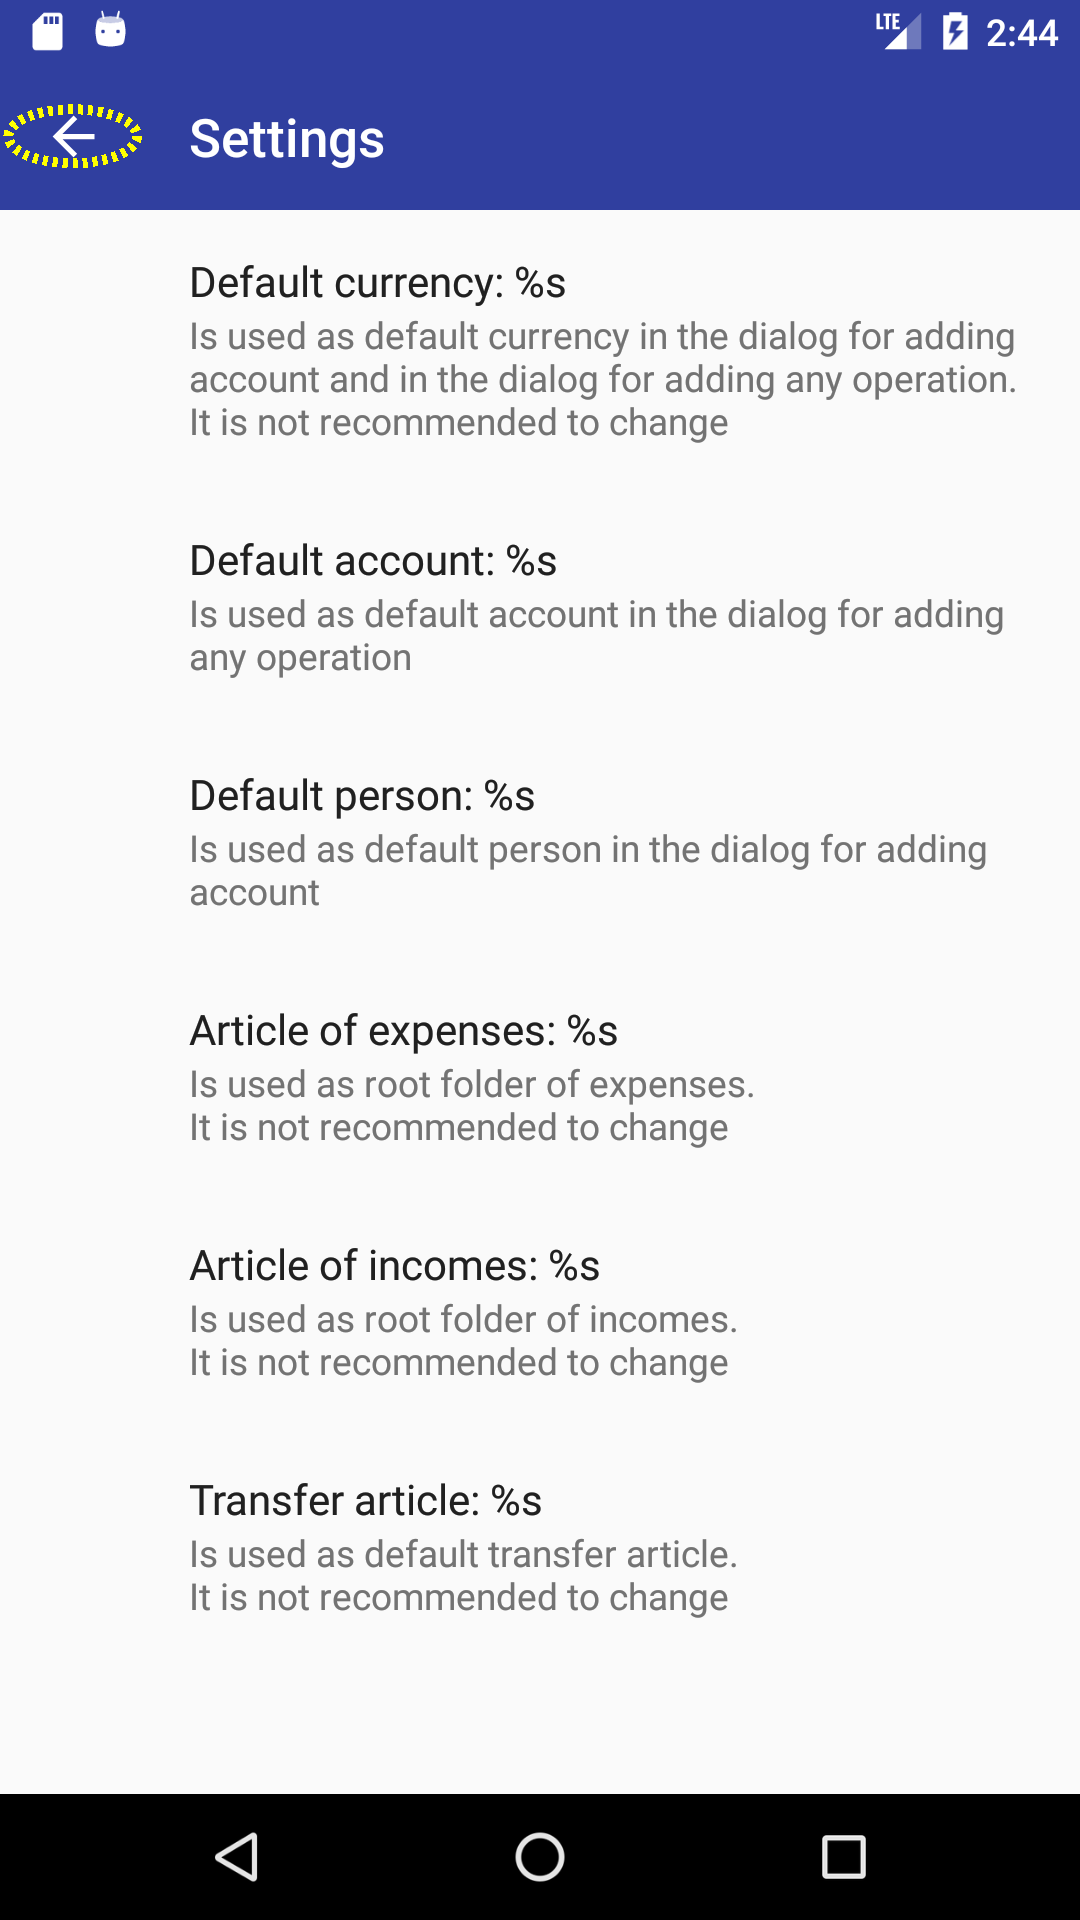 LTE 2:44
Settings
Default currency: %s
Is used as default currency in the dialog for adding
account and in the dialog for adding any operation.
It is not recommended to change
Default account: %s
Is used as default account in the dialog for adding
any operation
Default person: %s
Is used as default person in the dialog for adding
account
Article of expenses: %s
Is used as root folder of expenses.
It is not recommended to change
Article of incomes: %s
Is used as root folder of incomes.
It is not recommended to change
Transfer article: %s
Is used as default transfer article.
It is not recommended to change